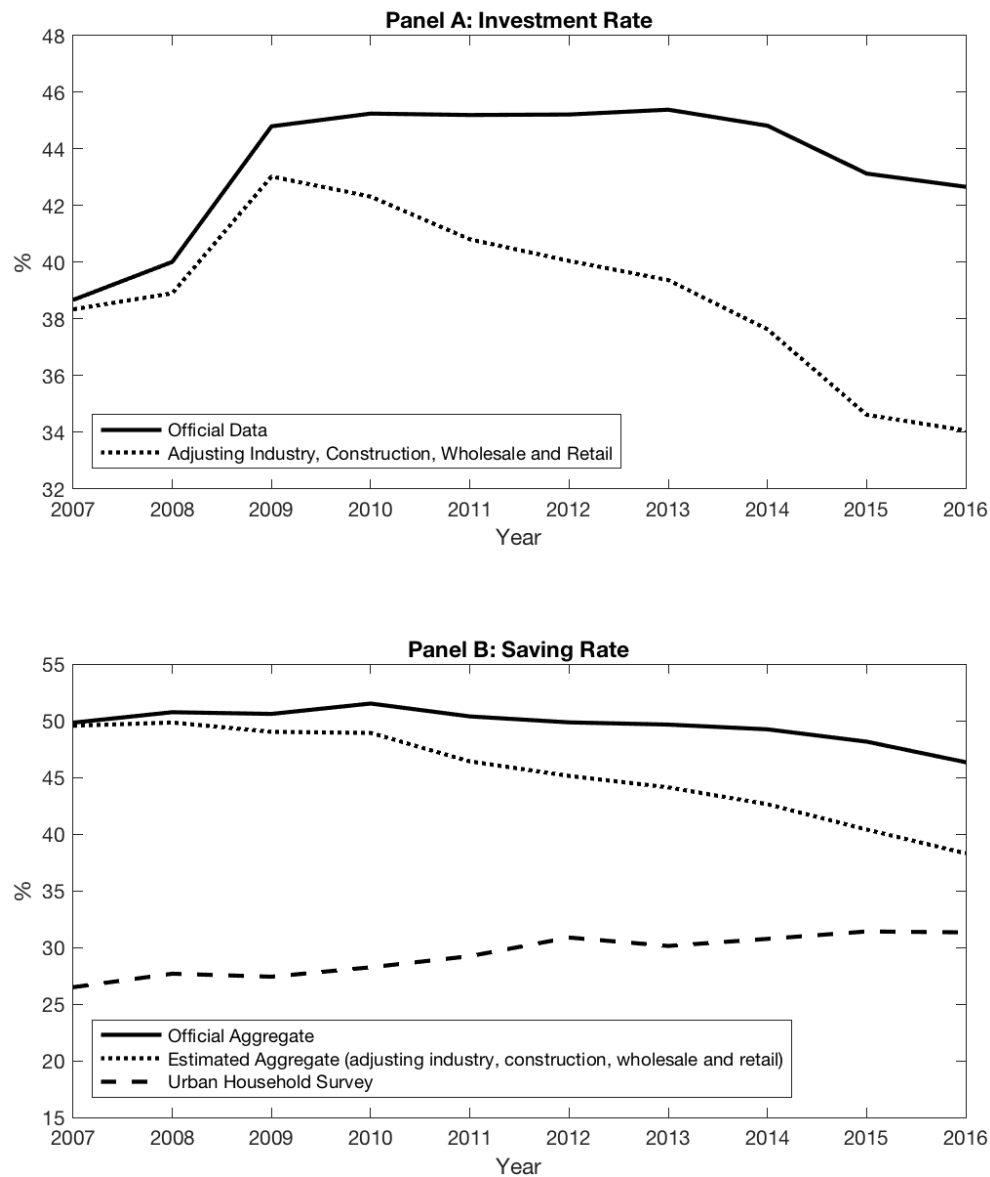 Panel A: Investment Rate
48
46
44
42
40
38
36
34
32
%
Official Data
Adjusting Industry, Construction, Wholesale and Retail
2007 2008 2009 2010 2011 2012 2013 2014 2015 2016
Year
Panel B: Saving Rate
55
50
45
40
35
30
25
20
15
%
Official Aggregate
Estimated Aggregate (adjusting industry, construction, wholesale and retail)
Urban Household Survey
2007 2008 2009 2010 2011 2012 2013 2014 2015 2016
Year